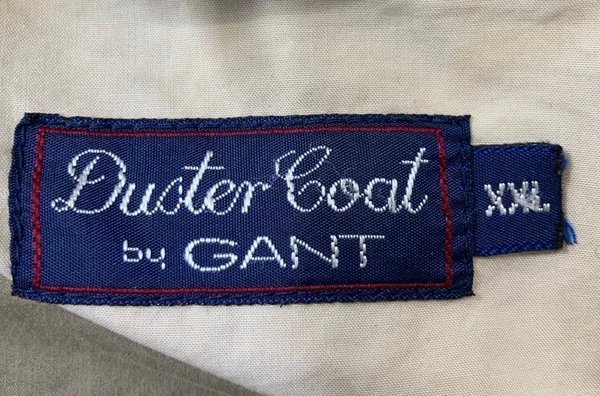 Duster Coat
by GANT
XXL